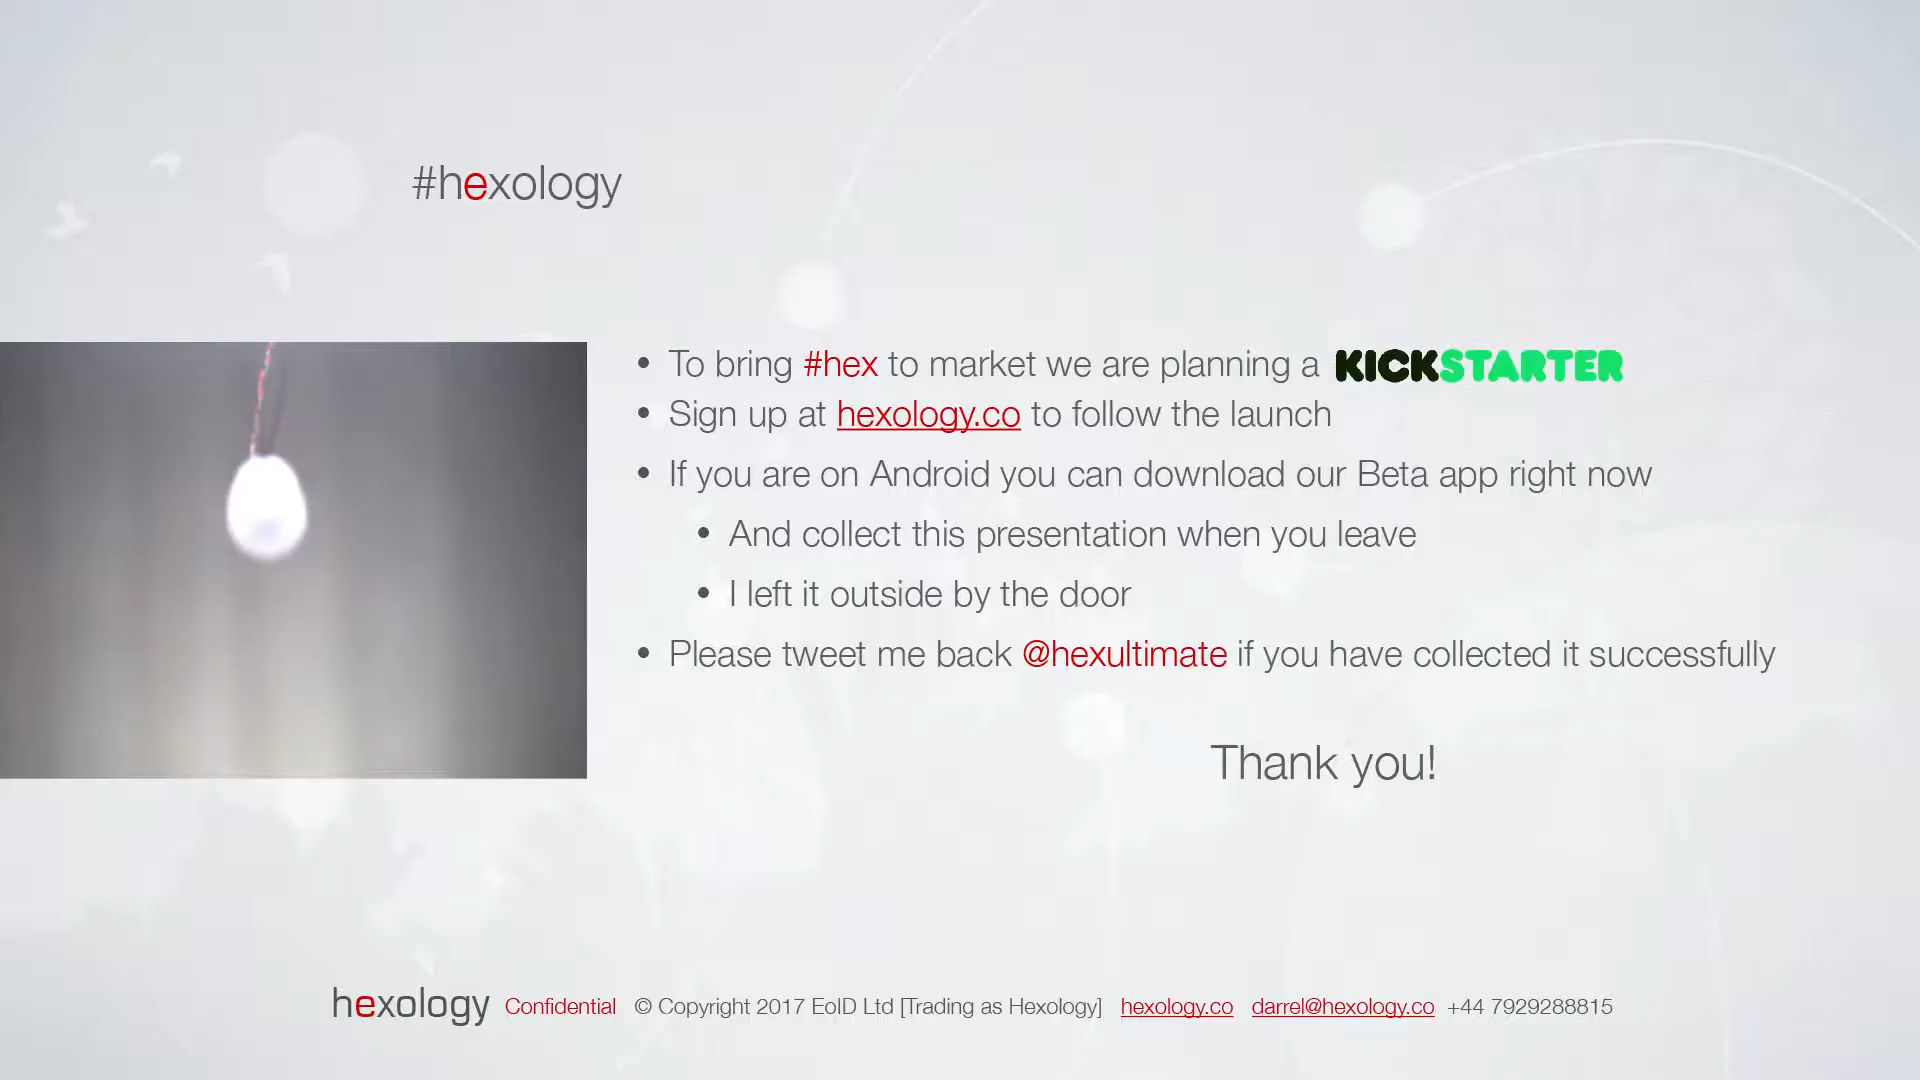 #hexology
• To bring #hex to market we are planning a KICKSTARTER
• Sign up at hexology.co to follow the launch
• If you are on Android you can download our Beta app right now
• And collect this presentation when you leave
• I left it outside by the door
• Please tweet me back @hexultimate if you have collected it successfully
Thank you!
hexology Confidential © Copyright 2017 EoID Ltd [Trading as Hexology] hexology.co darrel@hexology.co +44 7929288815